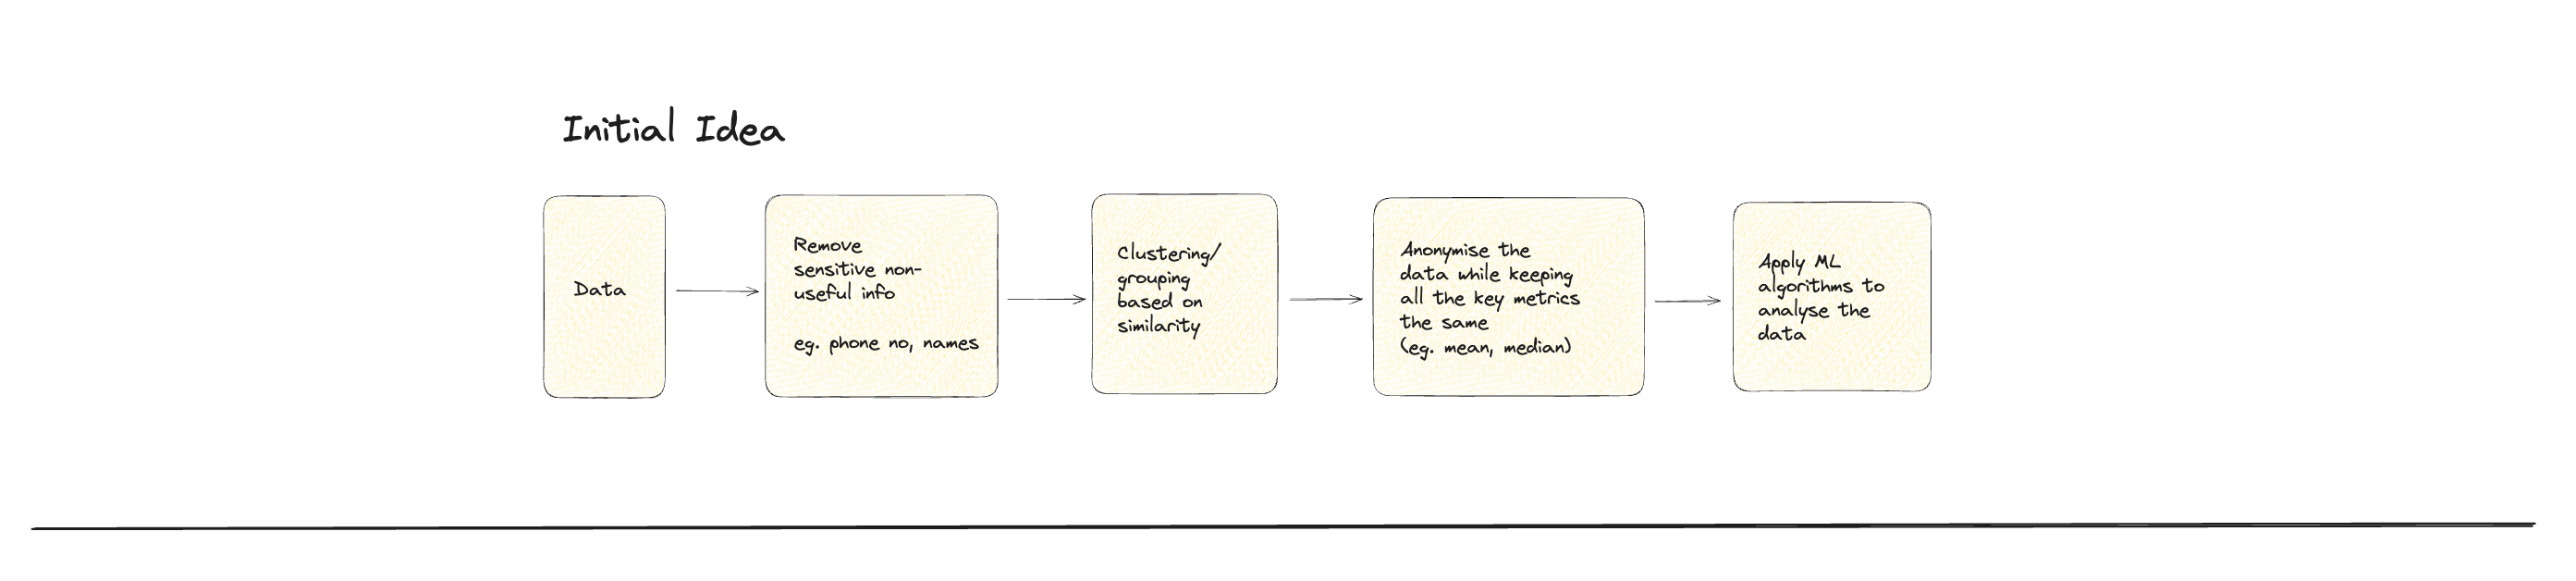 Initial Idea
Data
Remove
sensitive non-
useful info
eg. phone no, names
Clustering/
grouping
based on
similarity
Anonymise the
data while keeping
all the key metrics
the same
(eg. mean, median)
Apply ML
algorithms to
analyse the
data